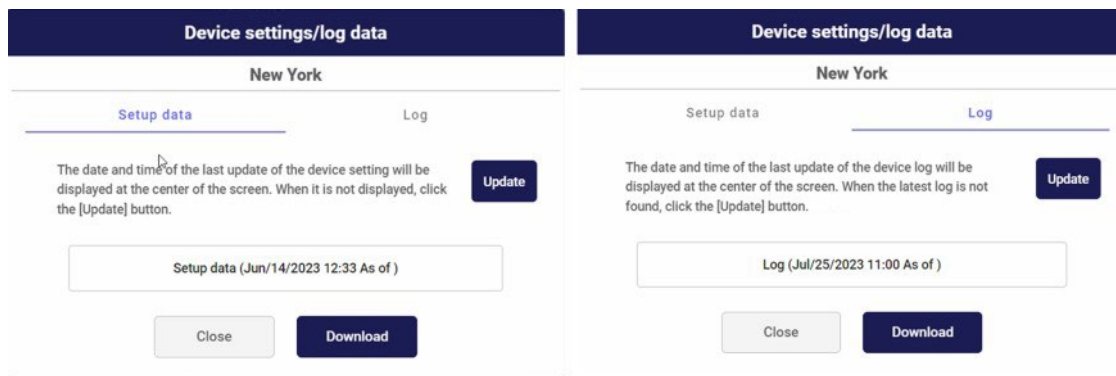 Device settings/log data
New York
Setup data Log
The date and time of the last update of the device setting will be
displayed at the center of the screen. When it is not displayed, click
the [Update] button.
Update
Setup data (Jun/14/2023 12:33 As of )
Close Download
Device settings/log data
New York
Setup data Log
The date and time of the last update of the device log will be
displayed at the center of the screen. When the latest log is not
found, click the [Update] button.
Update
Log (Jul/25/2023 11:00 As of )
Close Download